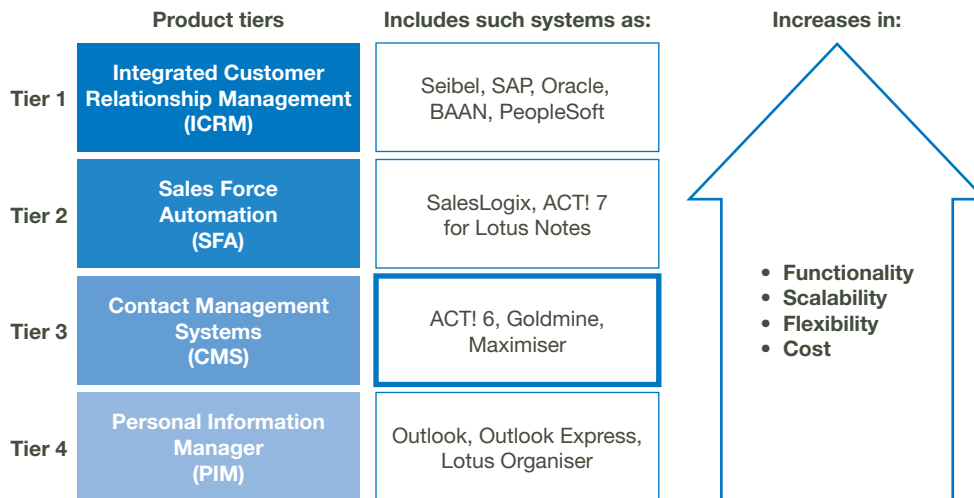 Product tiers
Includes such systems as:
Increases in:
Tier 1
Integrated Customer
Relationship Management
(ICRM)
Seibel, SAP, Oracle,
BAAN, PeopleSoft
Tier 2
Sales Force
Automation
(SFA)
SalesLogix, ACT! 7
for Lotus Notes
Tier 3
Contact Management
Systems
(CMS)
ACT! 6, Goldmine,
Maximiser
Tier 4
Personal Information
Manager
(PIM)
Outlook, Outlook Express,
Lotus Organiser
• Functionality
• Scalability
• Flexibility
• Cost